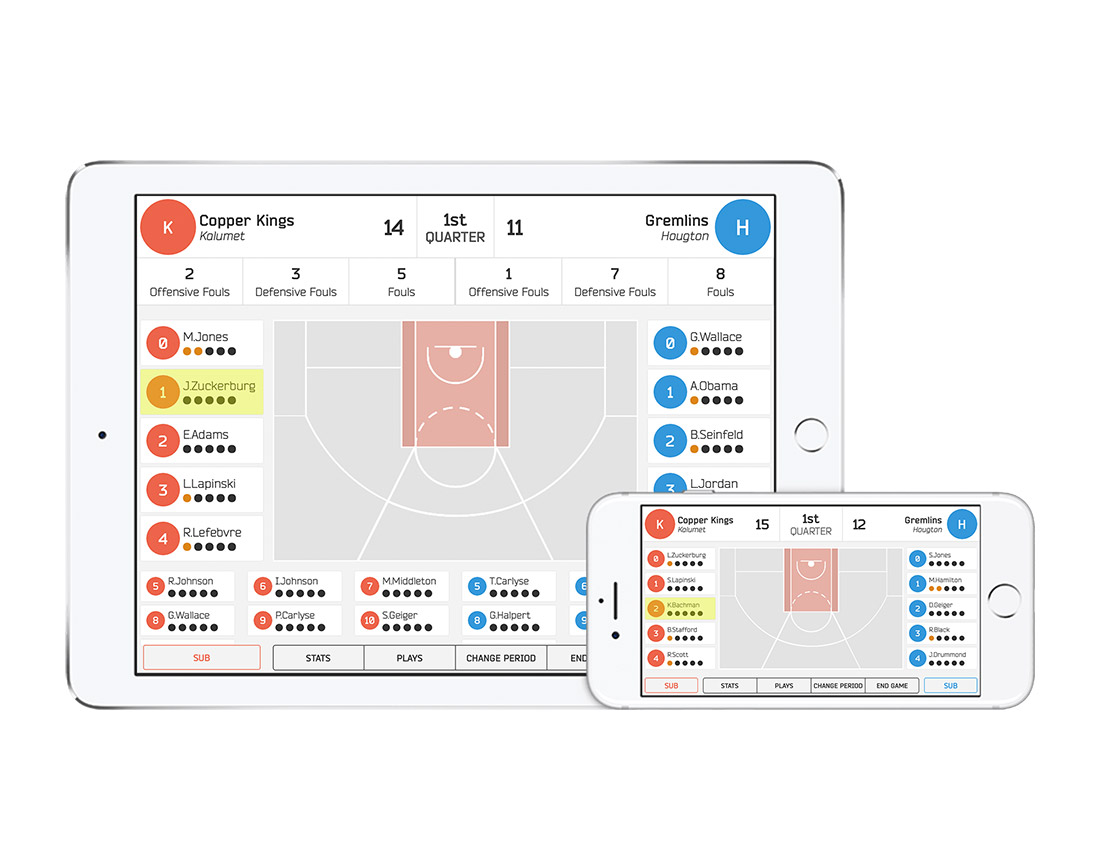 K Copper Kings 14 1st 11 Gremlins H
Kalumet QUARTER Hougton
2 3 5 1 7 8
Offensive Fouls Defensive Fouls Fouls Offensive Fouls Defensive Fouls Fouls
0 M.Jones 0 G.Wallace
1 J.Zuckerburg 1 A.Obama
2 E.Adams 2 B.Seinfeld
3 L.Lapinski 3 L.Jordan
4 R.Lefebvre
5 R.Johnson 6 I.Johnson 7 M.Middleton 5 T.Carlyse 6
8 G.Wallace 9 P.Carlyse 10 S.Geiger 8 G.Halpert 9
SUB STATS PLAYS CHANGE PERIOD END
K Copper Kings 15 1st 12 Gremlins H
Kalumet QUARTER Hougton
0 L.Zuckerburg 0 S.Jones
1 S.Lapinski 1 M.Hamilton
2 K.Bachman 2 D.Geiger
3 B.Stafford 3 R.Black
4 R.Scott 4 J.Drummond
SUB STATS PLAYS CHANGE PERIOD END GAME SUB